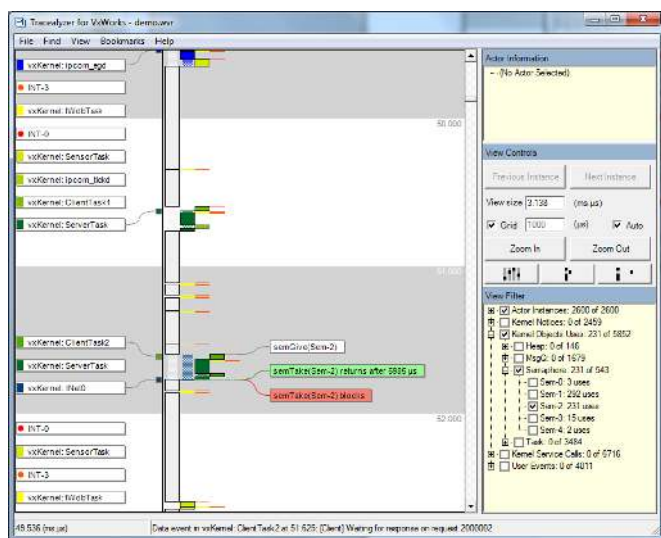 Tracealyzer for VxWorks - demo.wvr
File Find View Bookmarks Help
vxKernel: ipcom_egd
INT-3
vxKernel: tWdbTask
50.000
INT-0
vxKernel: SensorTask
vxKernel: ipcom_tickd
vxKernel: ClientTask1
vxKernel: ServerTask
51.000
vxKernel: ClientTask2
semGive(Sem-2)
vxKernel: ServerTask
semTake(Sem-2) returns after
vxKernel: tNet0
semTake(Sem-2) blocks
52.000
INT-0
vxKernel: SensorTask
INT-3
vxKernel: tWdbTask
Actor Information
(No Actor Selected)
View Controls
Previous Instance Next Instance
View size 3.138 (ms.µs)
Grid 1000 (µs) Auto
Zoom In Zoom Out
View Filter
Actor Instances: 2600 of 2600
Kernel Notices: 0 of 2459
Kernel Objects Uses: 231 of 5852
Heap: 0 of 146
MsgQ: 0 of 1679
Semaphore: 231 of 543
Sem-0: 3 uses
Sem-1: 292 uses
Sem-2: 231 uses
Sem-3: 15 uses
Sem-4: 2 uses
Task: 0 of 3484
Kernel Service Calls: 0 of 6716
User Events: 0 of 4011
49.536 (ms.µs)
Data event in vxKernel: ClientTask2 at 51.625: [Client] Waiting for response on request 2000002